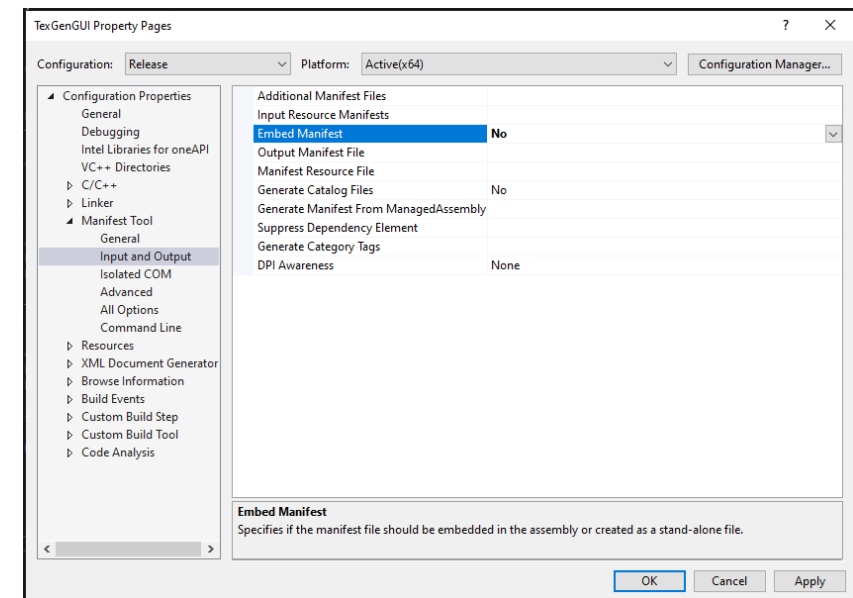 TexGenGUI Property Pages
? ×
Configuration: Release Platform: Active(x64) Configuration Manager...
Configuration Properties
General
Debugging
Intel Libraries for oneAPI
VC++ Directories
C/C++
Linker
Manifest Tool
General
Input and Output
Isolated COM
Advanced
All Options
Command Line
Resources
XML Document Generator
Browse Information
Build Events
Custom Build Step
Custom Build Tool
Code Analysis
Additional Manifest Files
Input Resource Manifests
Embed Manifest No
Output Manifest File
Manifest Resource File
Generate Catalog Files No
Generate Manifest From ManagedAssembly
Suppress Dependency Element
Generate Category Tags
DPI Awareness None
Embed Manifest
Specifies if the manifest file should be embedded in the assembly or created as a stand-alone file.
OK Cancel Apply